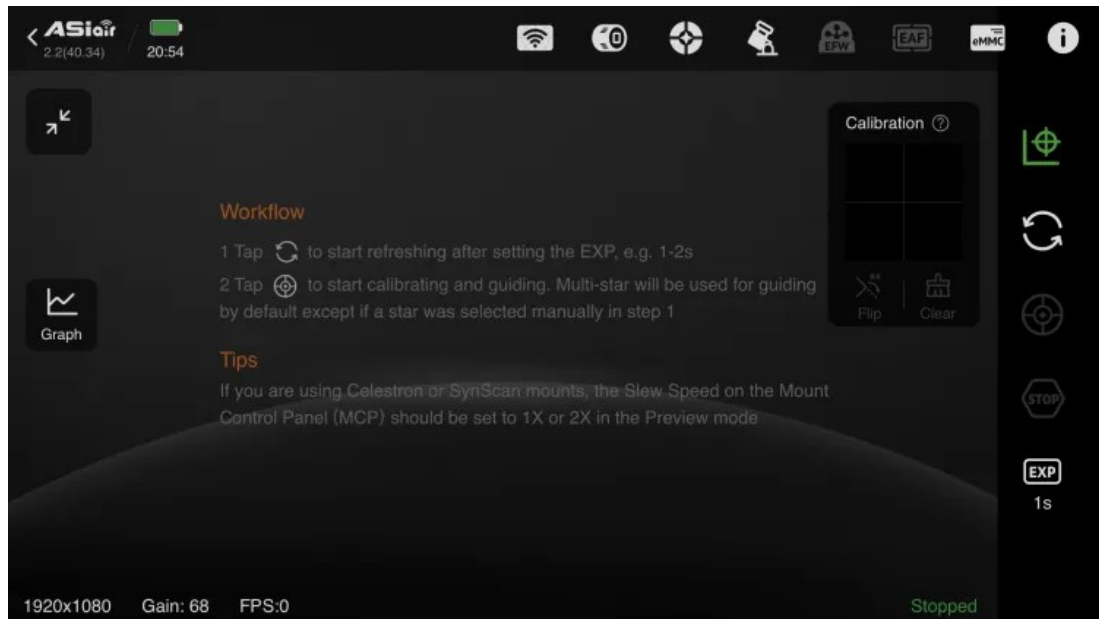 ASiair
2.2(40.34)
20:54
EFW
EAF
eMMC
Calibration
Workflow
1 Tap to start refreshing after setting the EXP, e.g. 1-2s
2 Tap to start calibrating and guiding. Multi-star will be used for guiding
by default except if a star was selected manually in step 1
Flip
Clear
Graph
Tips
If you are using Celestron or SynScan mounts, the Slew Speed on the Mount
Control Panel (MCP) should be set to 1X or 2X in the Preview mode
STOP
EXP
1s
1920x1080
Gain: 68
FPS:0
Stopped